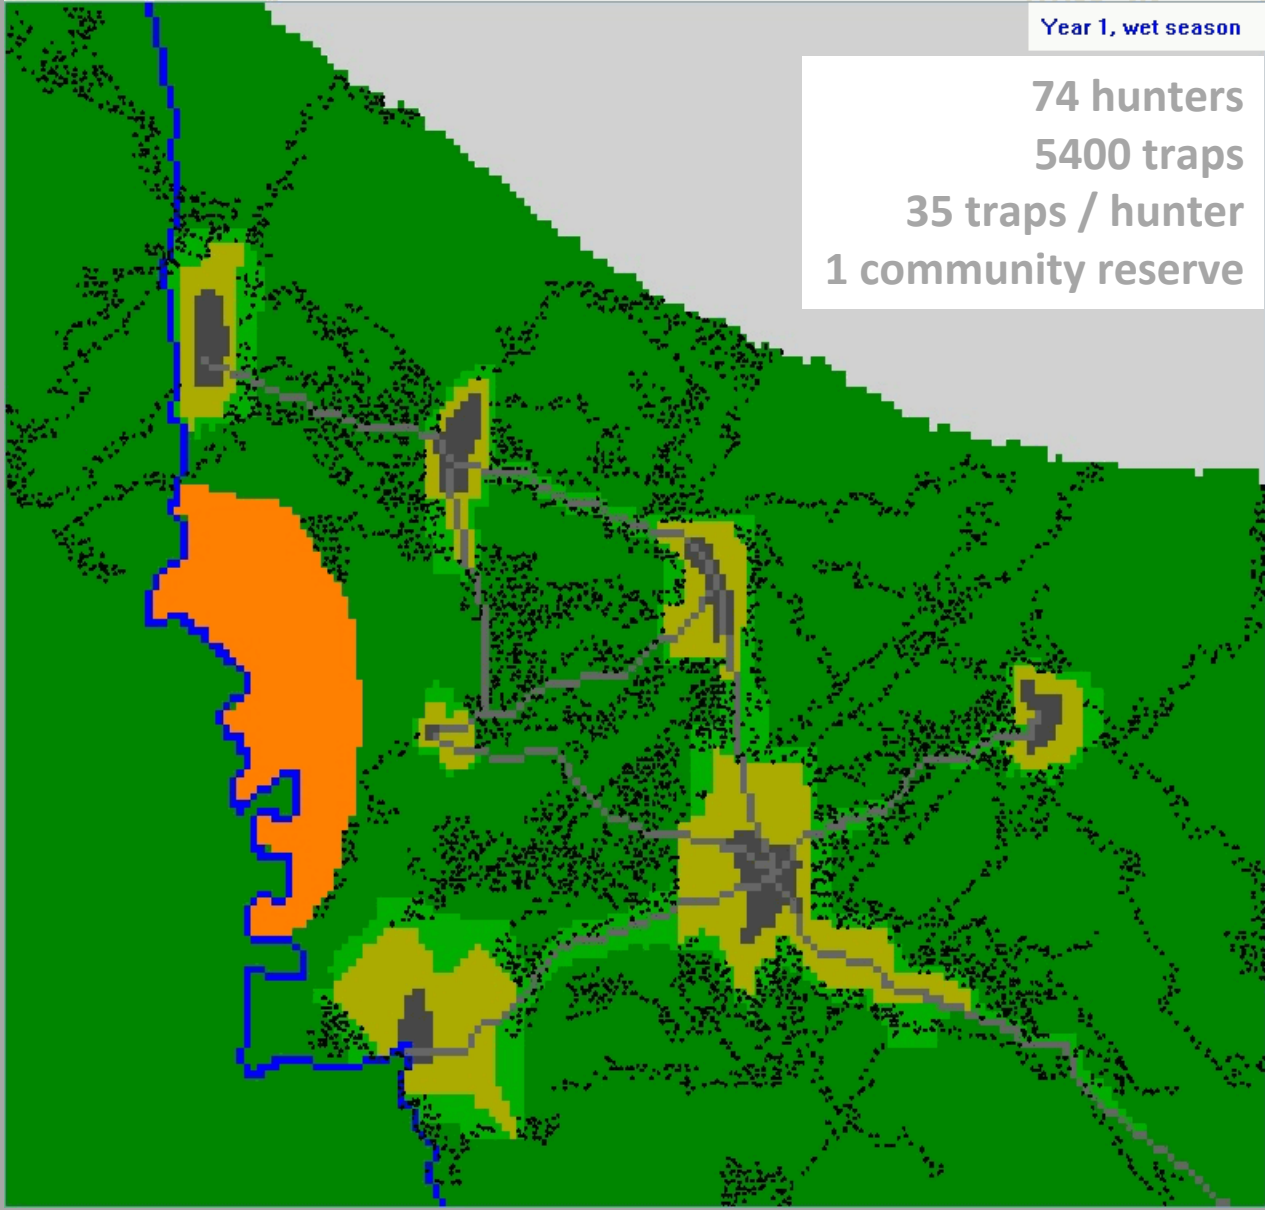 Year 1, wet season
74 hunters
5400 traps
35 traps / hunter
1 community reserve